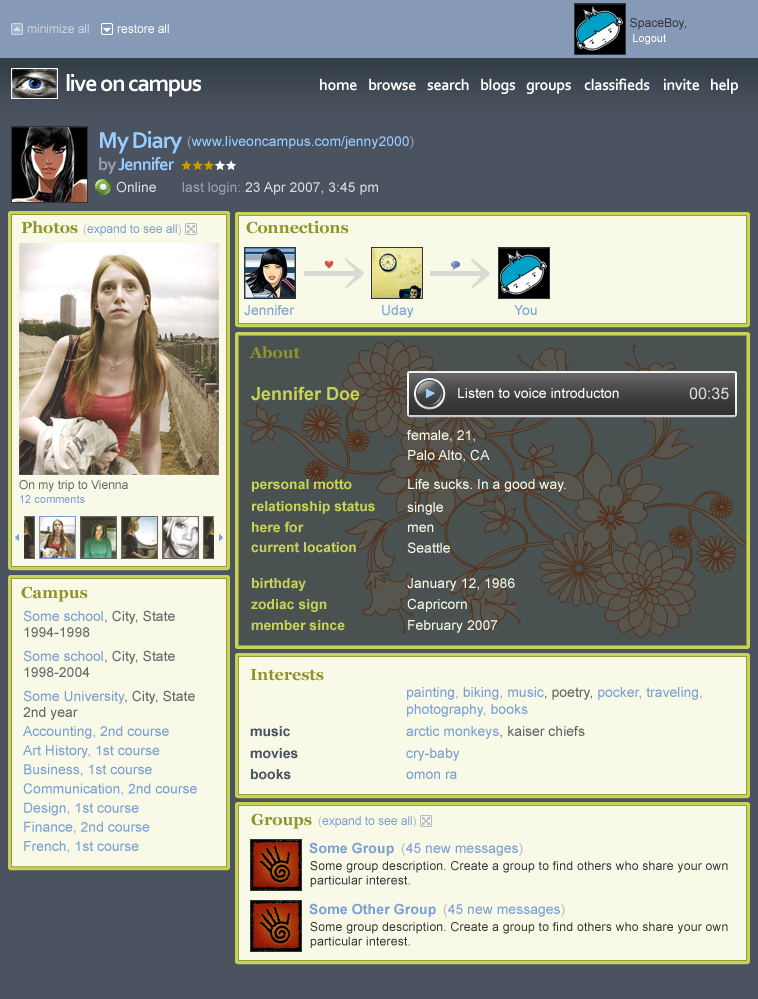 minimize all restore all
SpaceBoy,
Logout
live on campus
home browse search blogs groups classifieds invite help
My Diary (www.liveoncampus.com/jenny2000)
by Jennifer
Online last login: 23 Apr 2007, 3:45 pm
Photos (expand to see all)
On my trip to Vienna
12 comments
Campus
Some school, City, State
1994-1998
Some school, City, State
1998-2004
Some University, City, State
2nd year
Accounting, 2nd course
Art History, 1st course
Business, 1st course
Communication, 2nd course
Design, 1st course
Finance, 2nd course
French, 1st course
Connections
Jennifer Uday You
About
Jennifer Doe Listen to voice introducton 00:35
female, 21,
Palo Alto, CA
personal motto Life sucks. In a good way.
relationship status single
here for men
current location Seattle
birthday January 12, 1986
zodiac sign Capricorn
member since February 2007
Interests
painting, biking, music, poetry, pocker, traveling,
photography, books
music arctic monkeys, kaiser chiefs
movies cry-baby
books omon ra
Groups (expand to see all)
Some Group (45 new messages)
Some group description. Create a group to find others who share your own
particular interest.
Some Other Group (45 new messages)
Some group description. Create a group to find others who share your own
particular interest.